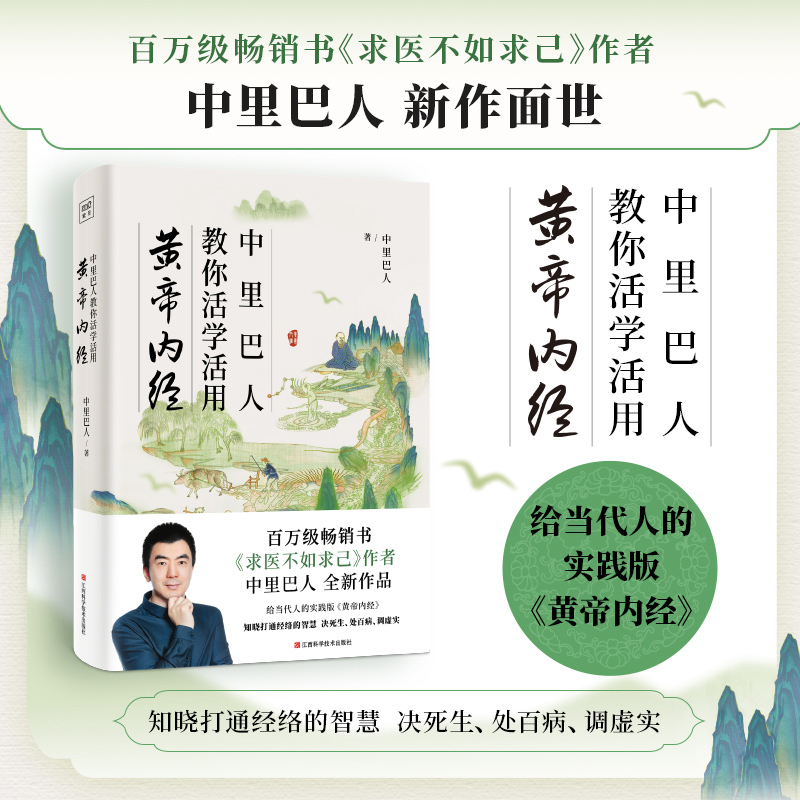 百万级畅销书《求医不如求己》作者
中里巴人 新作面世
中里巴人教你活学活用
黄帝内经
中里巴人/著
中里巴人
教你活学活用
黄帝内经
中里巴人/著
百万级畅销书
《求医不如求己》作者
中里巴人 全新作品
给当代人的实践版《黄帝内经》
知晓打通经络的智慧 决死生、处百病、调虚实
江西科学技术出版社
中里巴人
教你活学活用
黄帝内经
给当代人的
实践版
《黄帝内经》
知晓打通经络的智慧 决死生、处百病、调虚实